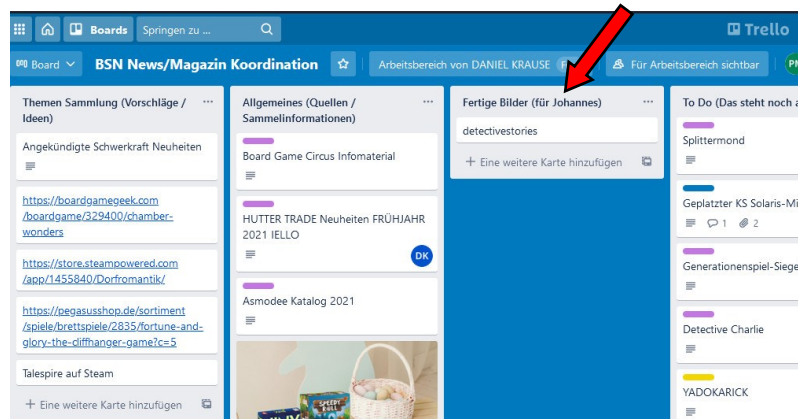 Boards
Springen zu ...
Trello
Board
BSN News/Magazin Koordination
Arbeitsbereich von DANIEL KRAUSE
Für Arbeitsbereich sichtbar
Themen Sammlung (Vorschläge /
Ideen)
Angekündigte Schwerkraft Neuheiten
https://boardgamegeek.com
/boardgame/329400/chamber-
wonders
https://store.steampowered.com
/app/1455840/Dorfromantik/
https://pegasusshop.de/sortiment
/spiele/brettspiele/2835/fortune-and-
glory-the-cliffhanger-game?c=5
Talespire auf Steam
+ Eine weitere Karte hinzufügen
Allgemeines (Quellen /
Sammelinformationen)
Board Game Circus Infomaterial
HUTTER TRADE Neuheiten FRÜHJAHR
2021 IELLO
DK
Asmodee Katalog 2021
SPEEDY
ROLL
Fertige Bilder (für Johannes)
detectivestories
+ Eine weitere Karte hinzufügen
To Do (Das steht noch a
Splittermond
Geplatzter KS Solaris-Mi
1 2
Generationenspiel-Siege
Detective Charlie
YADOKARICK